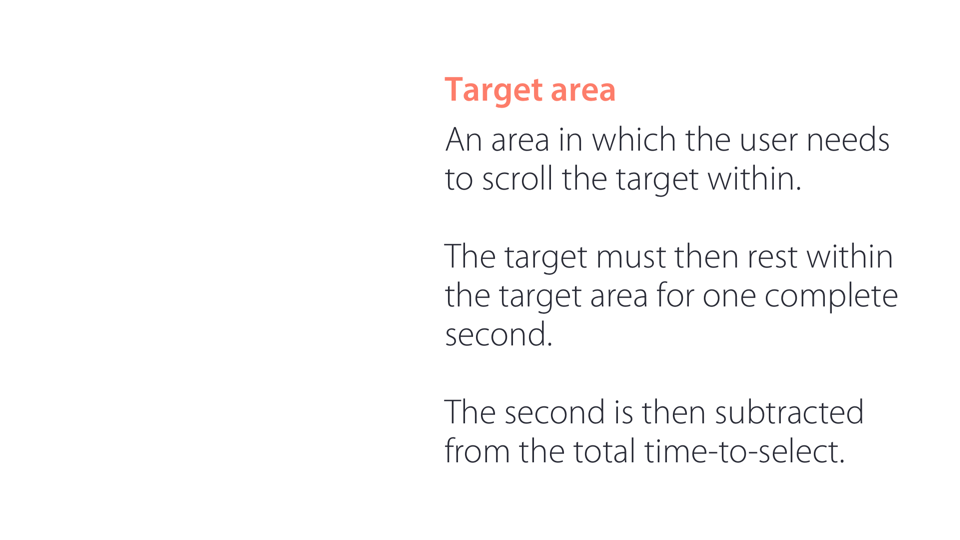 Target area
An area in which the user needs
to scroll the target within.
The target must then rest within
the target area for one complete
second.
The second is then subtracted
from the total time-to-select.